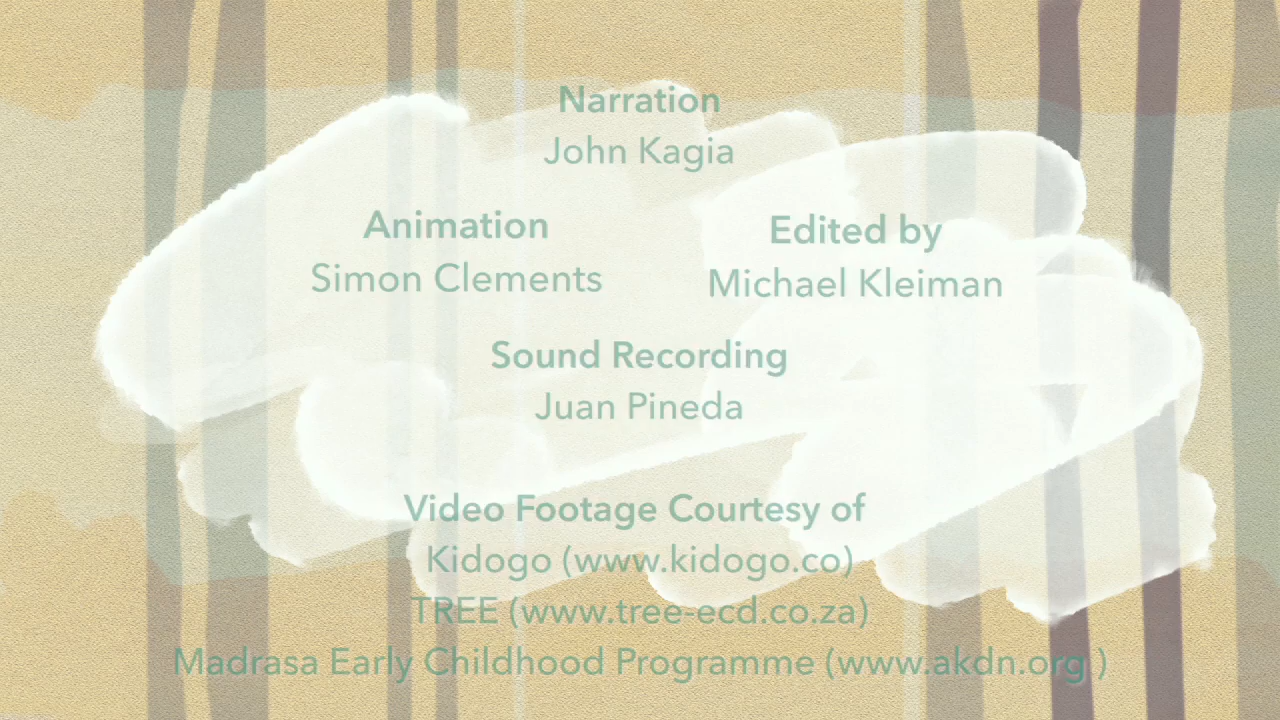 Narration
John Kagia
Animation
Simon Clements
Edited by
Michael Kleiman
Sound Recording
Juan Pineda
Video Footage Courtesy of
Kidogo (www.kidogo.co)
TREE (www.tree-ecd.co.za)
Madrasa Early Childhood Programme (www.akdn.org )